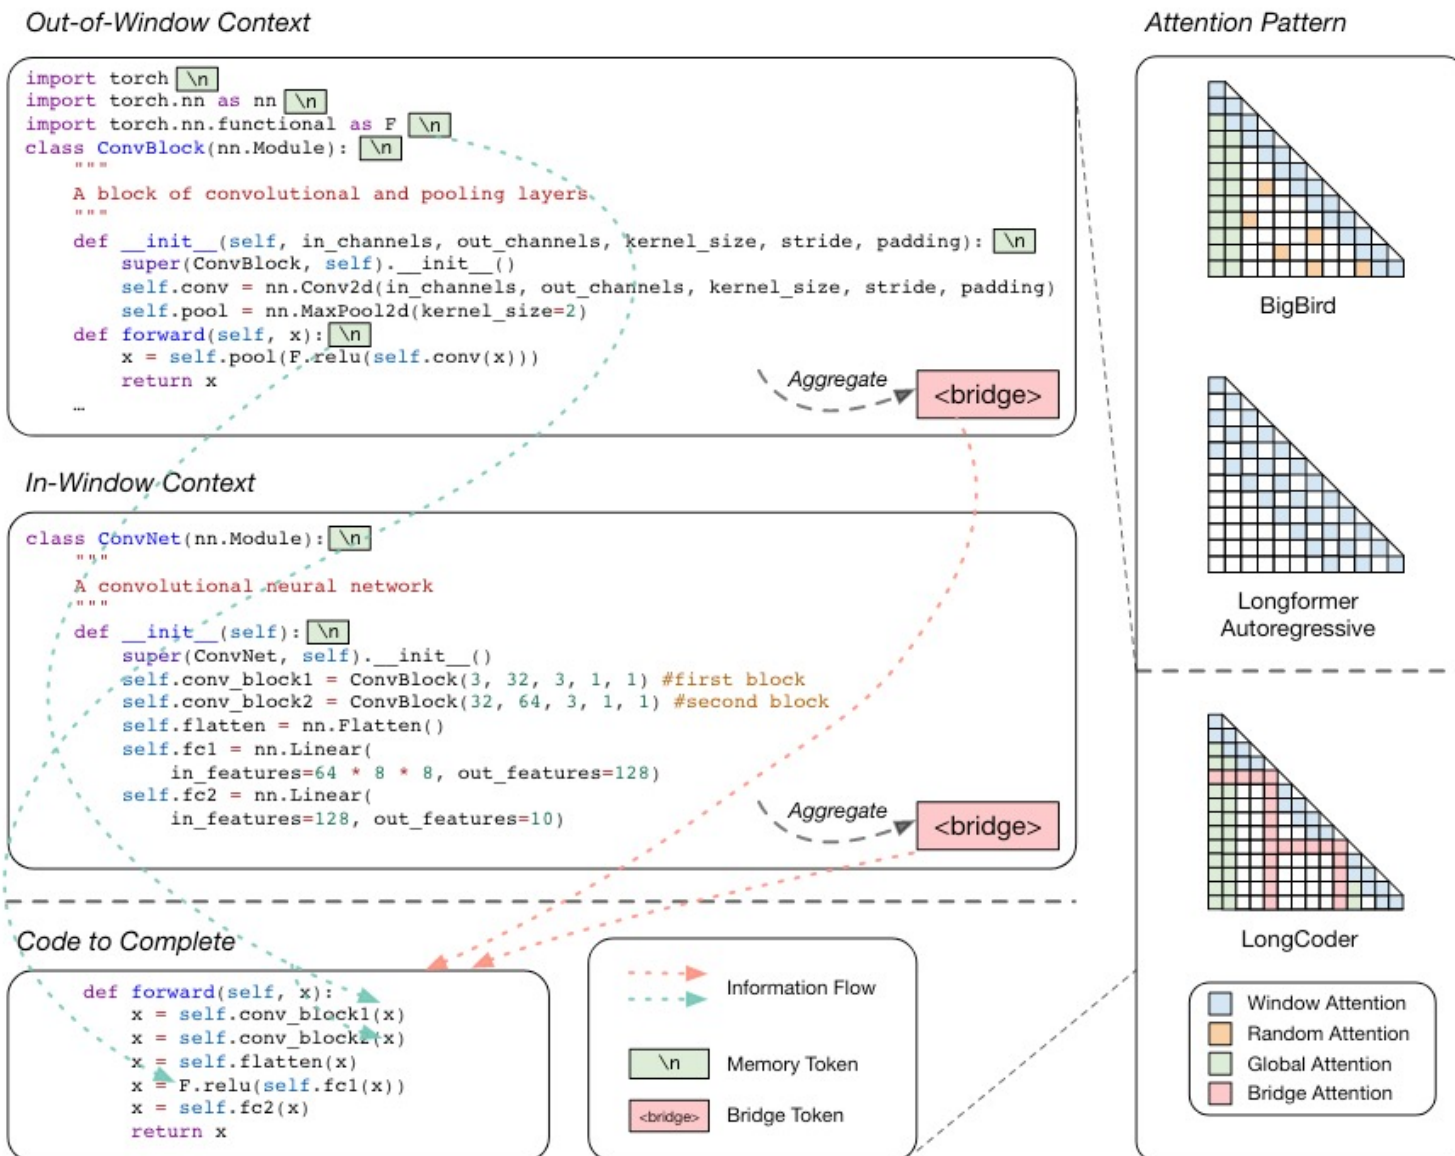 Out-of-Window Context
import torch \n
import torch.nn as nn \n
import torch.nn.functional as F \n
class ConvBlock(nn.Module): \n
"""
A block of convolutional and pooling layers
"""
def __init__(self, in_channels, out_channels, kernel_size, stride, padding): \n
super(ConvBlock, self).__init__()
self.conv = nn.Conv2d(in_channels, out_channels, kernel_size, stride, padding)
self.pool = nn.MaxPool2d(kernel_size=2)
def forward(self, x): \n
x = self.pool(F.relu(self.conv(x)))
return x
…
Aggregate
<bridge>
In-Window Context
class ConvNet(nn.Module): \n
"""
A convolutional neural network
"""
def __init__(self): \n
super(ConvNet, self).__init__()
self.conv_block1 = ConvBlock(3, 32, 3, 1, 1) #first block
self.conv_block2 = ConvBlock(32, 64, 3, 1, 1) #second block
self.flatten = nn.Flatten()
self.fc1 = nn.Linear(
in_features=64 * 8 * 8, out_features=128)
self.fc2 = nn.Linear(
in_features=128, out_features=10)
Aggregate
<bridge>
Code to Complete
def forward(self, x):
x = self.conv_block1(x)
x = self.conv_block2(x)
x = self.flatten(x)
x = F.relu(self.fc1(x))
x = self.fc2(x)
return x
Information Flow
\n Memory Token
<bridge> Bridge Token
Attention Pattern
BigBird
Longformer
Autoregressive
LongCoder
Window Attention
Random Attention
Global Attention
Bridge Attention